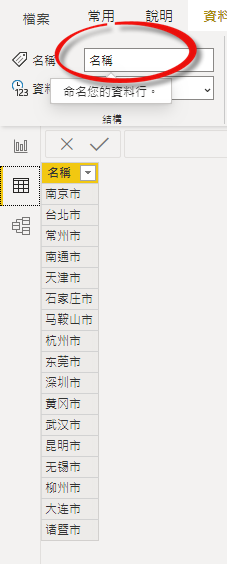 檔案 常用 說明 資料
名稱 名稱
資料
命名您的資料行。
結構
名稱
南京市
台北市
常州市
南通市
天津市
石家庄市
马鞍山市
杭州市
东莞市
深圳市
黄冈市
武汉市
昆明市
无锡市
柳州市
大连市
诸暨市